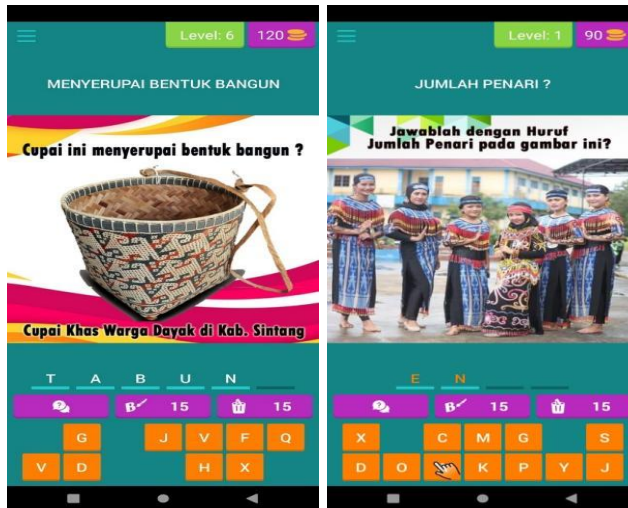 Level: 6 120
MENYERUPAI BENTUK BANGUN
Cupai ini menyerupai bentuk bangun ?
Cupai Khas Warga Dayak di Kab. Sintang
T A B U N
B 15 15
G J V F Q
V D H X
Level: 1 90
JUMLAH PENARI ?
Jawablah dengan Huruf
Jumlah Penari pada gambar ini?
E N
B 15 15
X C M G S
D O K P Y J